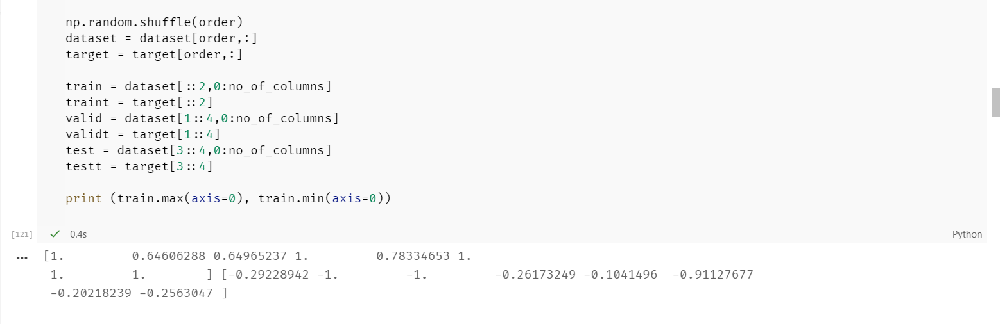 np.random.shuffle(order)
dataset = dataset[order,:]
target = target[order,:]
train = dataset[::2,0:no_of_columns]
traint = target[::2]
valid = dataset[1::4,0:no_of_columns]
validt = target[1::4]
test = dataset[3::4,0:no_of_columns]
testt = target[3::4]
print (train.max(axis=0), train.min(axis=0))
[121] 0.4s Python
... [1.         0.64606288 0.64965237 1.         0.78334653 1.
1.         1.        ] [-0.29228942 -1.         -1.         -0.26173249 -0.1041496  -0.91127677
-0.20218239 -0.2563047 ]